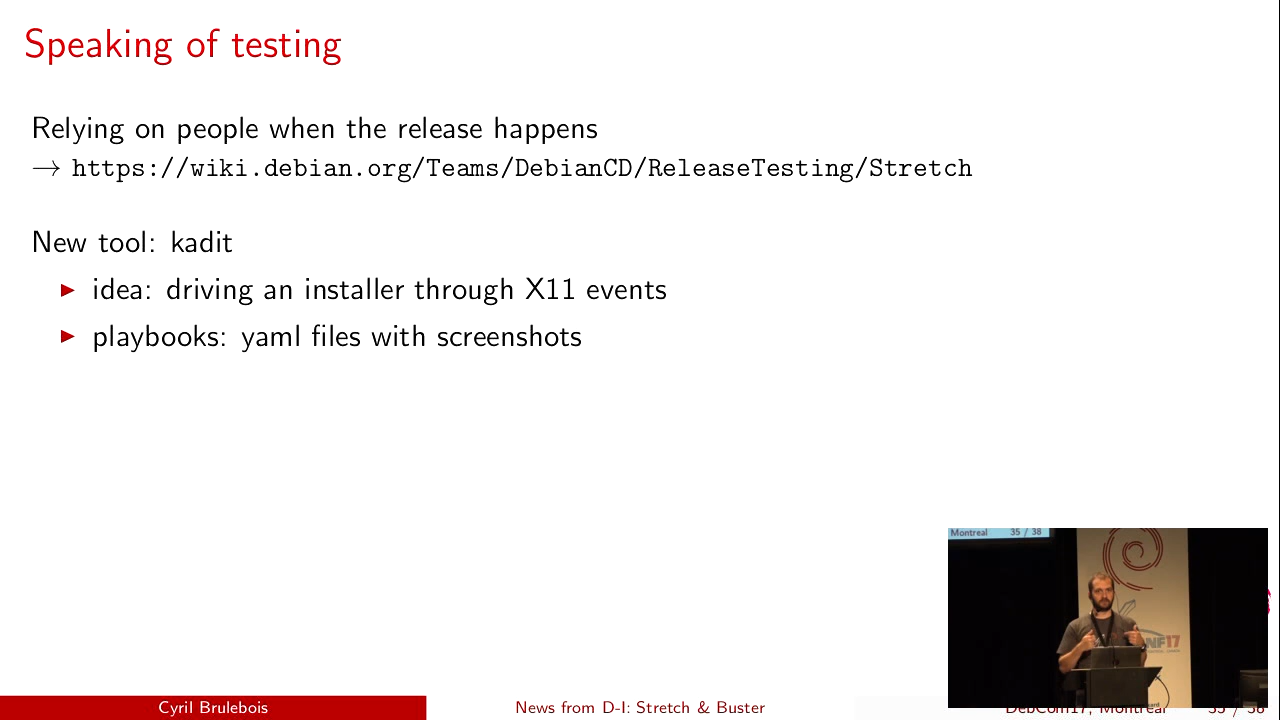 Speaking of testing
Relying on people when the release happens
→ https://wiki.debian.org/Teams/DebianCD/ReleaseTesting/Stretch
New tool: kadit
▶ idea: driving an installer through X11 events
▶ playbooks: yaml files with screenshots
Montreal 35 / 38
NF17
Cyril Brulebois
News from D-I: Stretch & Buster
DebConf17, Montreal 35 / 38